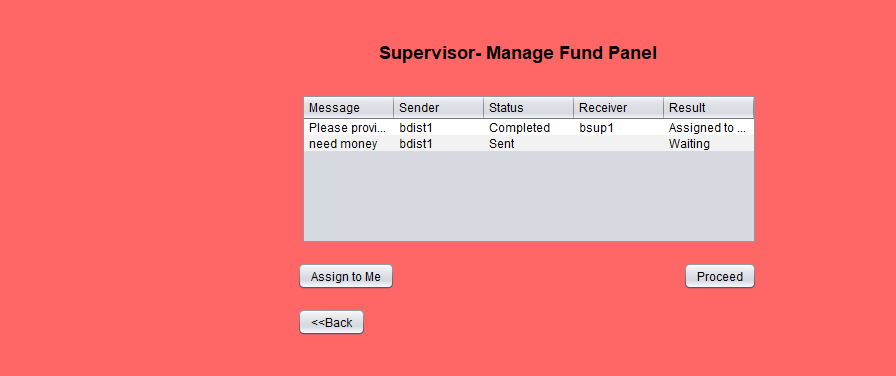 Supervisor- Manage Fund Panel
Message Sender Status Receiver Result
Please provi... bdist1 Completed bsup1 Assigned to ...
need money bdist1 Sent Waiting
Assign to Me Proceed
<<Back